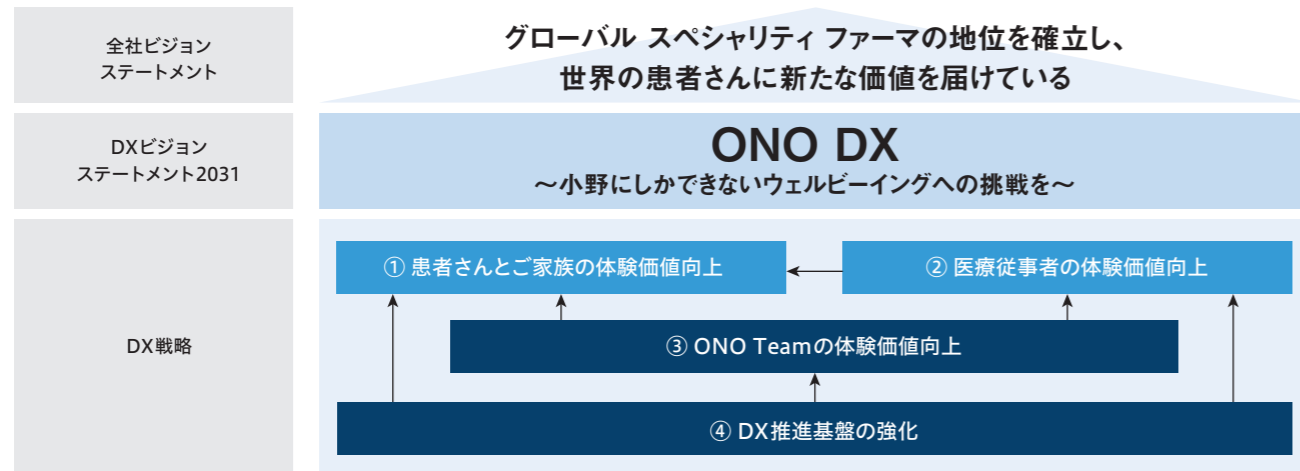 全社ビジョン
ステートメント
グローバル スペシャリティ ファーマの地位を確立し、
世界の患者さんに新たな価値を届けている
DXビジョン
ステートメント2031
ONO DX
～小野にしかできないウェルビーイングへの挑戦を～
DX戦略
① 患者さんとご家族の体験価値向上
② 医療従事者の体験価値向上
③ ONO Teamの体験価値向上
④ DX推進基盤の強化